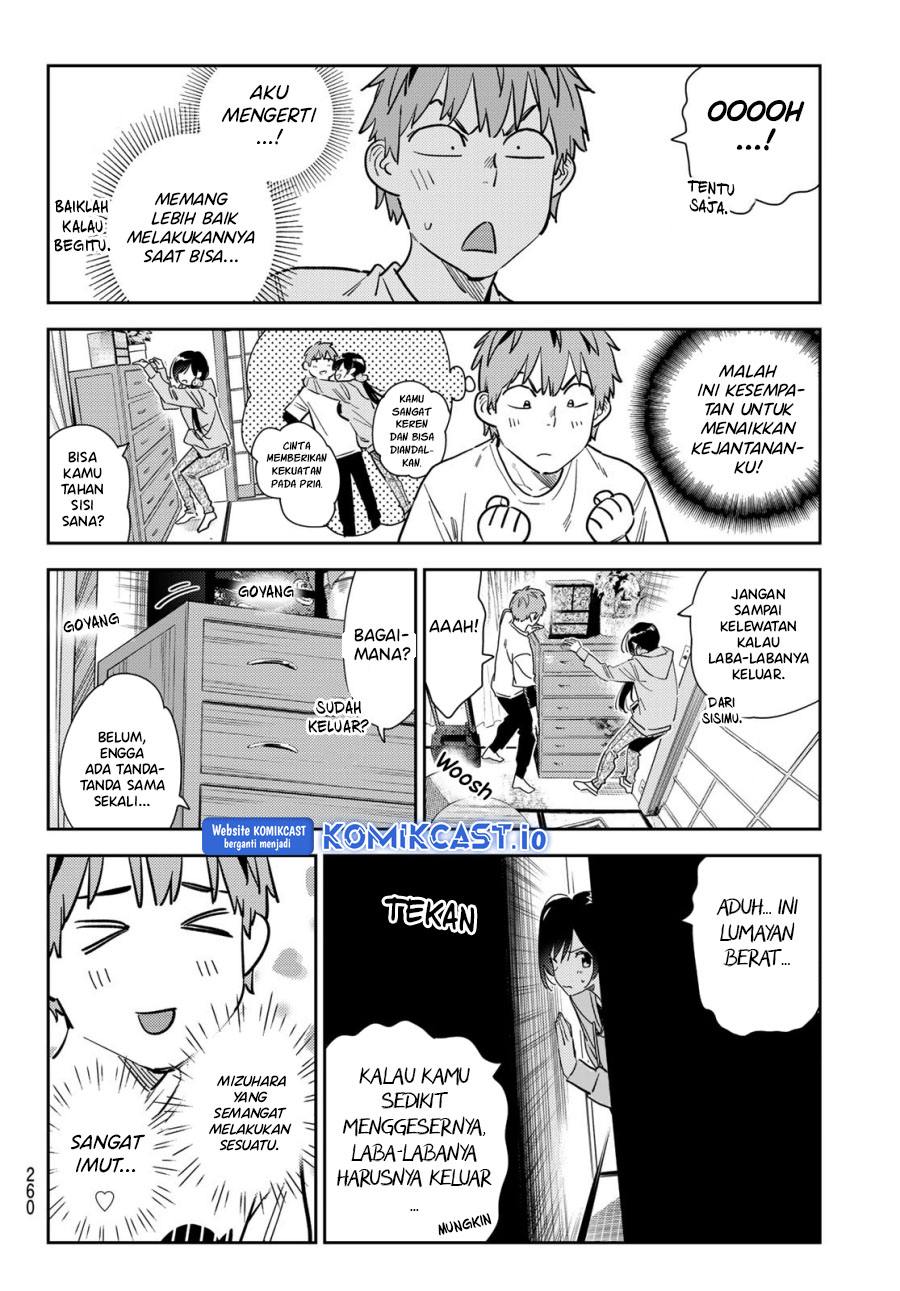 OOOOH
...!
TENTU
SAJA.
AKU
MENGERTI
...!
MEMANG
LEBIH BAIK
MELAKUKANNYA
SAAT BISA...
BAIKLAH
KALAU
BEGITU.
MALAH
INI KESEMPA-
TAN UNTUK
MENAIKKAN
KEJANTANAN-
KU!
KAMU
SANGAT
KEREN
DAN BISA
DIANDAL-
KAN.
CINTA
MEMBERIKAN
KEKUATAN
PADA PRIA.
BISA
KAMU
TAHAN
SISI
SANA?
JANGAN
SAMPAI
KELEWATAN
KALAU
LABA-LABANYA
KELUAR.
DARI
SISIMU.
AAAH!
WOOSH
BAGAI-
MANA?
SUDAH
KELUAR?
GOYANG
GOYANG
BELUM,
ENGGA
ADA TANDA-
TANDA SAMA
SEKALI...
Website KOMIKCAST
berganti menjadi
KOMIKCAST.io
ADUH... INI
LUMAYAN
BERAT...
TEKAN
KALAU KAMU
SEDIKIT
MENGGESERNYA,
LABA-LABANYA
HARUSNYA KELUAR
...
MUNGKIN
MIZUHARA
YANG
SEMANGAT
MELAKUKAN
SESUATU.
SANGAT
IMUT...
♡
260